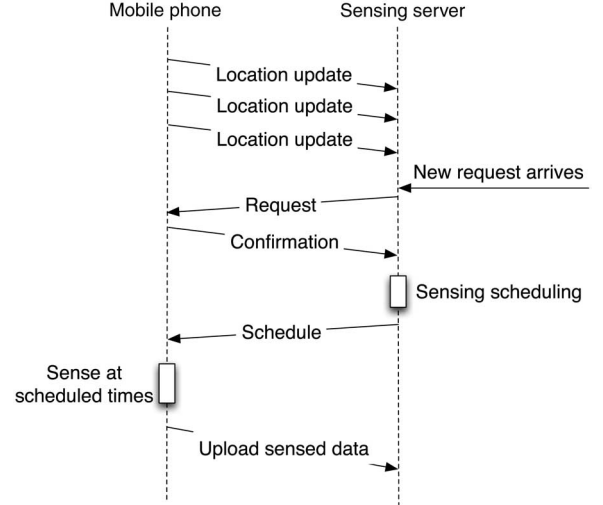 Mobile phone
Sensing server
Location update
Location update
Location update
New request arrives
Request
Confirmation
Sensing scheduling
Schedule
Sense at
scheduled times
Upload sensed data